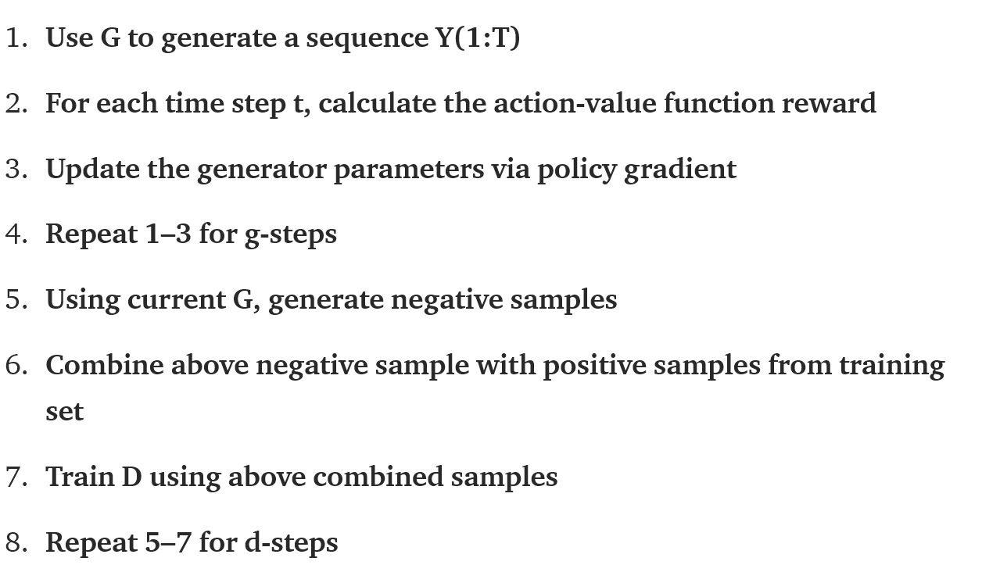 1. Use G to generate a sequence Y(1:T)
2. For each time step t, calculate the action-value function reward
3. Update the generator parameters via policy gradient
4. Repeat 1–3 for g-steps
5. Using current G, generate negative samples
6. Combine above negative sample with positive samples from training
set
7. Train D using above combined samples
8. Repeat 5–7 for d-steps